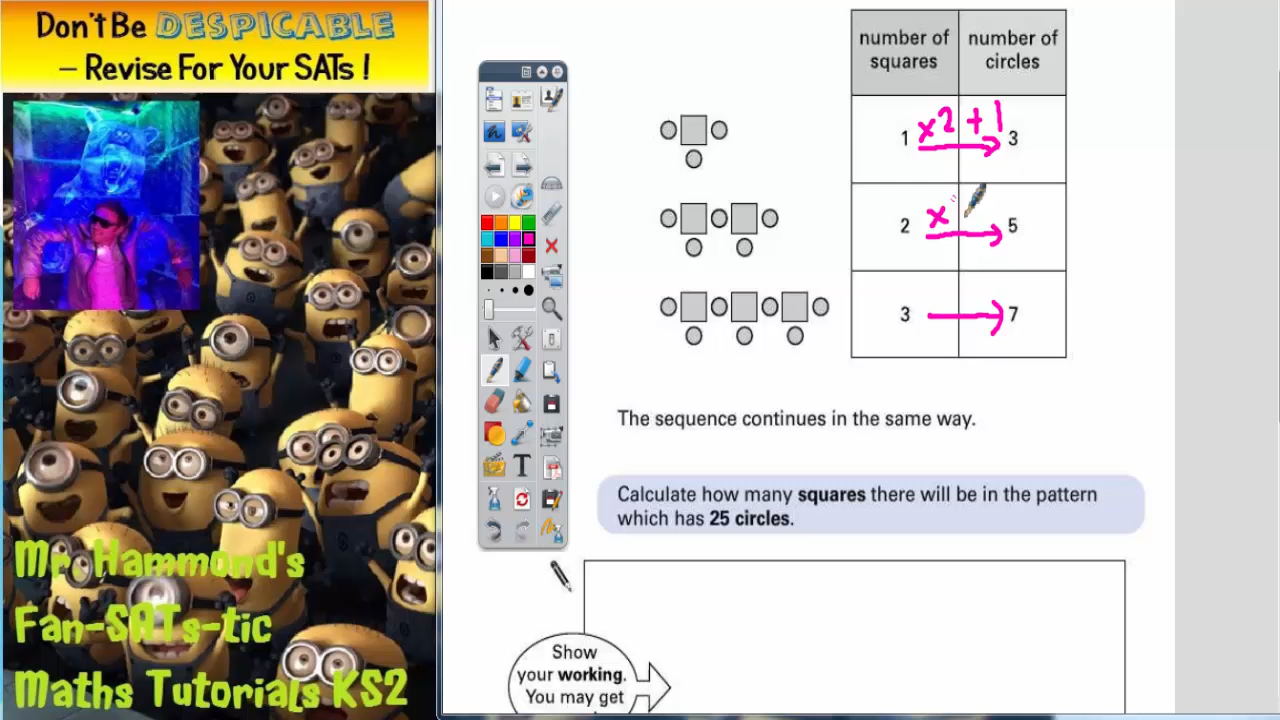 Don't Be DESPICABLE
– Revise For Your SATs !
Mr. Hammond's
Fan-SATs-tic
Maths Tutorials KS2
number of squares
number of circles
1 ×2 +1 3
2 × 5
3 7
The sequence continues in the same way.
Calculate how many squares there will be in the pattern
which has 25 circles.
Show
your working.
You may get
T